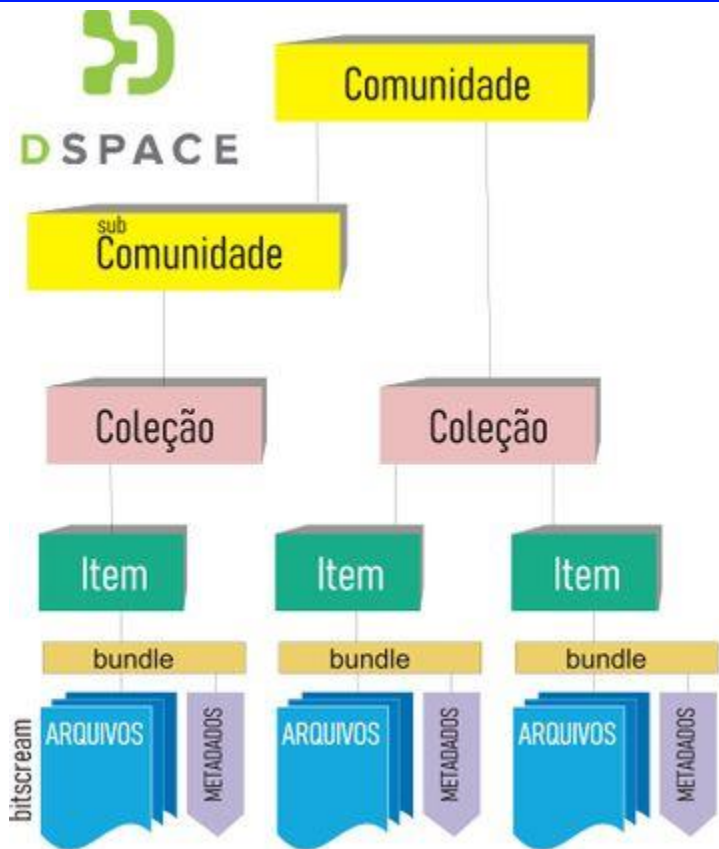 DSPACE
Comunidade
sub
Comunidade
Coleção
Coleção
Item
Item
Item
bundle
bundle
bundle
bitscream
ARQUIVOS
METADADOS
ARQUIVOS
METADADOS
ARQUIVOS
METADADOS